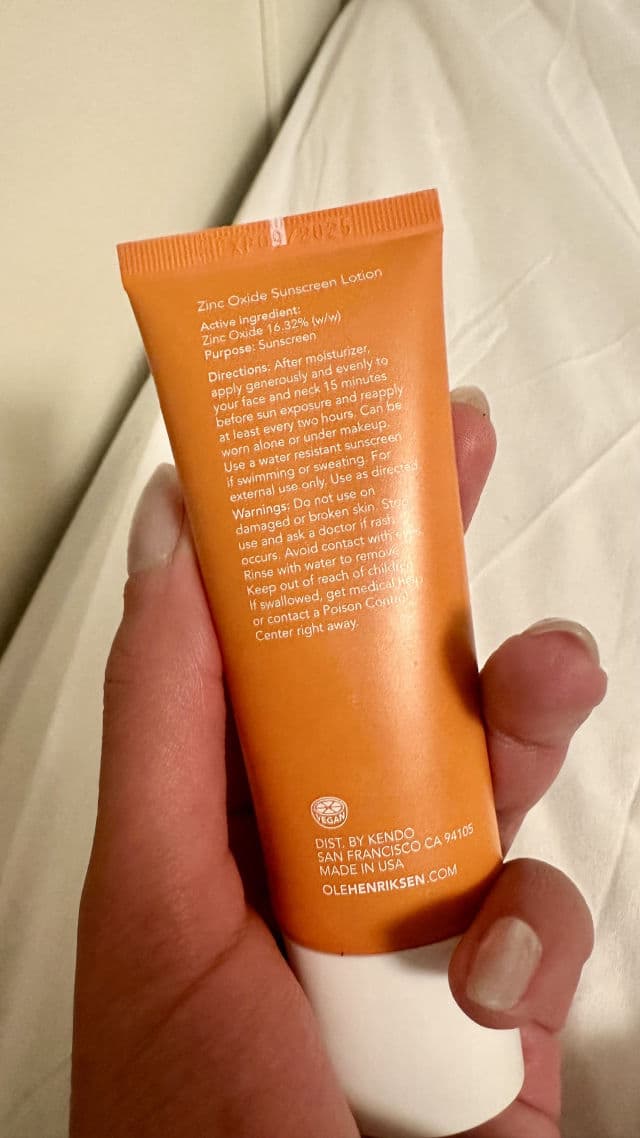 EXP09/2026
Zinc Oxide Sunscreen Lotion
Active ingredient:
Zinc Oxide 16.32% (w/w)
Purpose: Sunscreen
Directions: After moisturizer,
apply generously and evenly to
your face and neck 15 minutes
before sun exposure and reapply
at least every two hours. Can be
worn alone or under makeup.
Use a water resistant sunscreen
if swimming or sweating. For
external use only. Use as directed.
Warnings: Do not use on
damaged or broken skin. Stop
use and ask a doctor if rash
occurs. Avoid contact with eyes.
Rinse with water to remove.
Keep out of reach of children.
If swallowed, get medical help
or contact a Poison Control
Center right away.
VEGAN
DIST. BY KENDO
SAN FRANCISCO CA 94105
MADE IN USA
OLEHENRIKSEN.COM